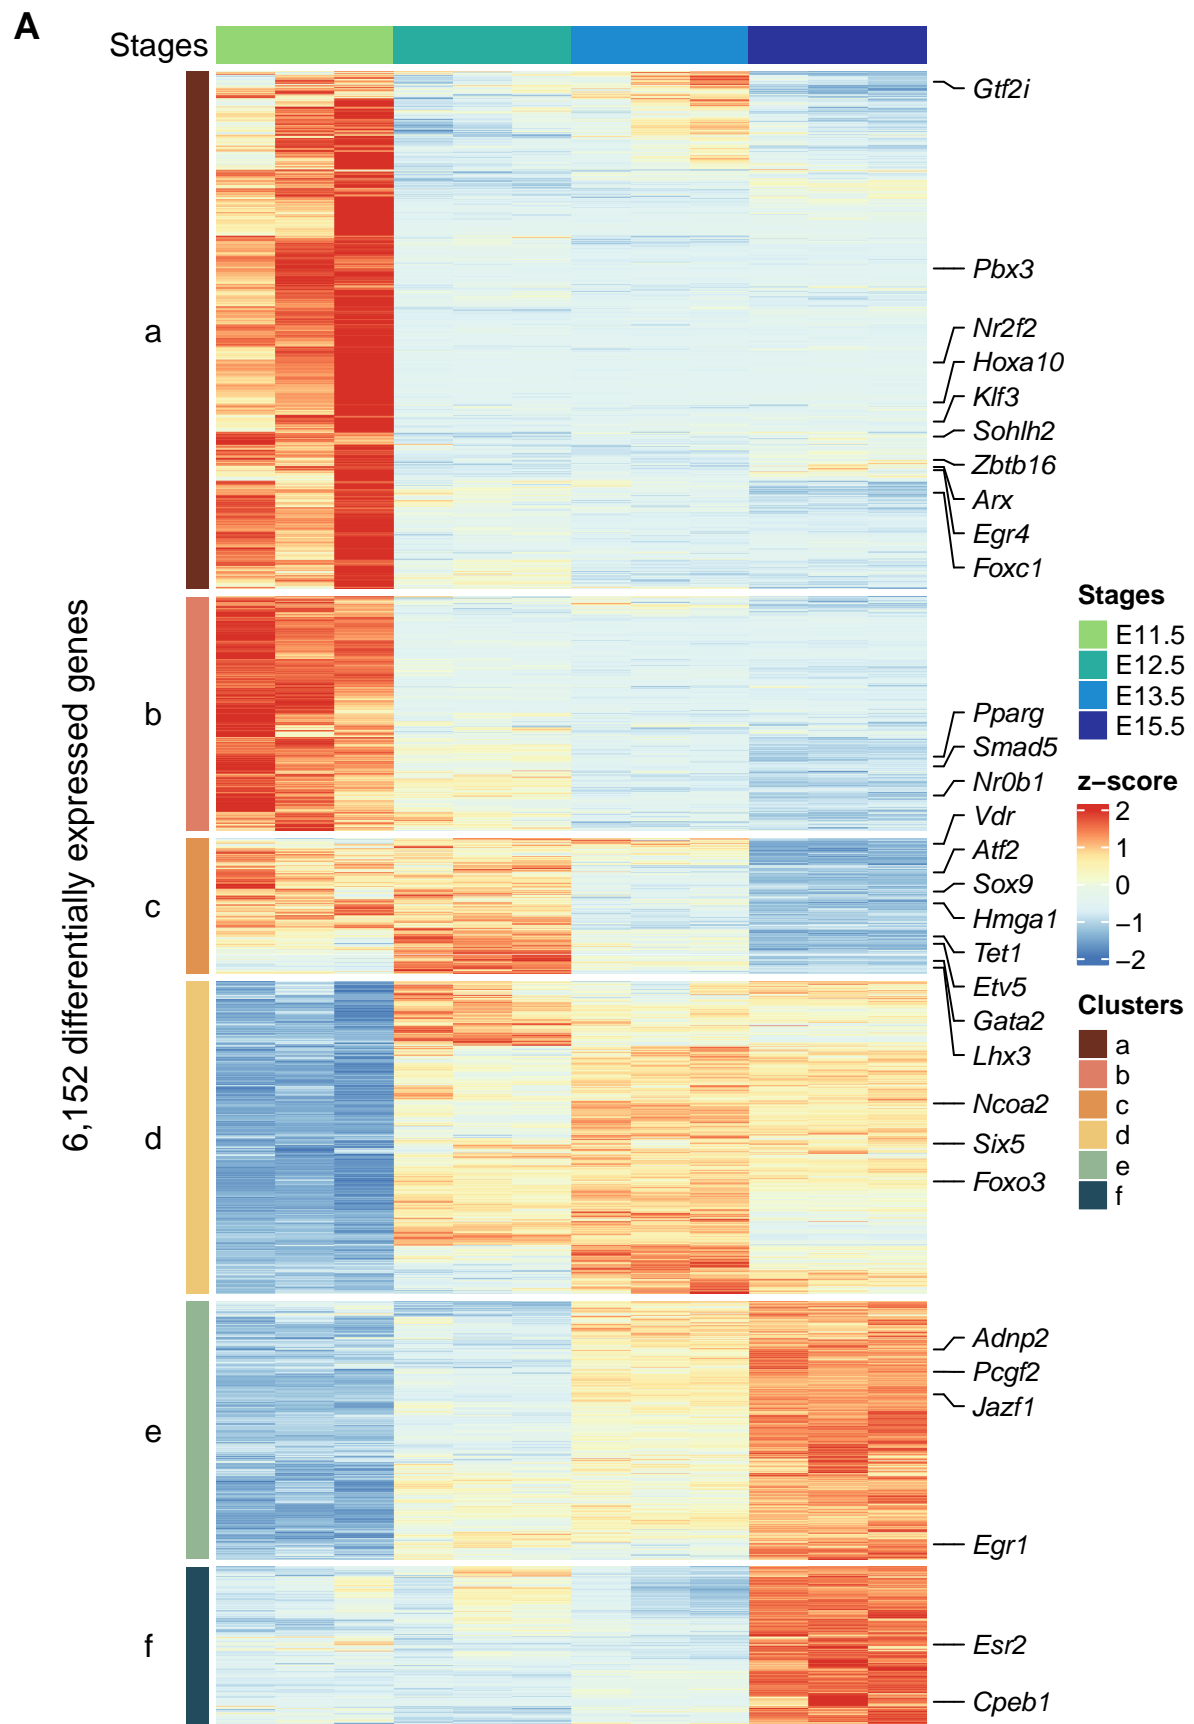 A
Stages
Gtf2i
Pbx3
Nr2f2
Hoxa10
Klf3
Sohlh2
Zbtb16
Arx
Egr4
Foxc1
Pparg
Smad5
Nr0b1
Vdr
Atf2
Sox9
Hmga1
Tet1
Etv5
Gata2
Lhx3
Ncoa2
Six5
Foxo3
Adnp2
Pcgf2
Jazf1
Egr1
Esr2
Cpeb1
a
b
c
d
e
f
6,152 differentially expressed genes
Stages
E11.5
E12.5
E13.5
E15.5
z−score
2
1
0
−1
−2
Clusters
a
b
c
d
e
f